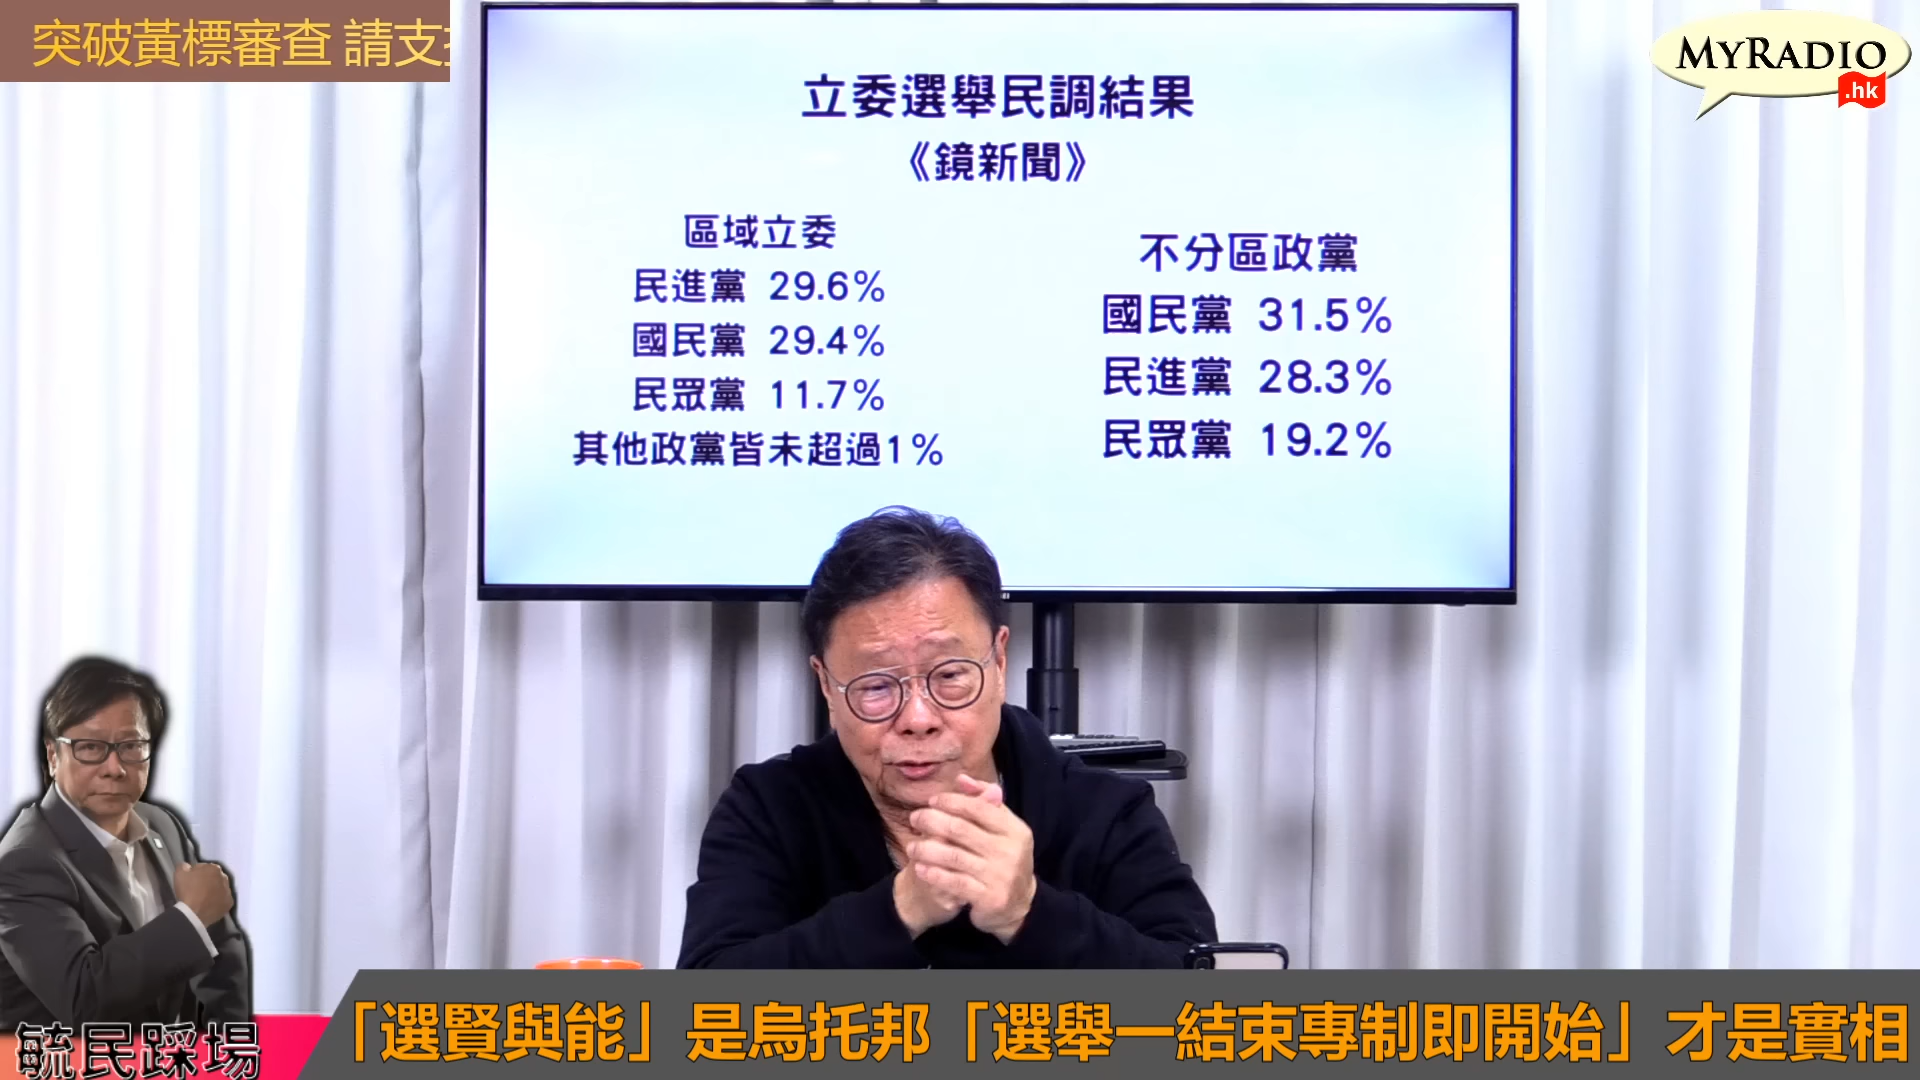 突破黃標審查 請支
MYRADIO
.hk
立委選舉民調結果
《鏡新聞》
區域立委
民進黨 29.6%
國民黨 29.4%
民眾黨 11.7%
其他政黨皆未超過1%
不分區政黨
國民黨 31.5%
民進黨 28.3%
民眾黨 19.2%
毓民踩場
「選賢與能」是烏托邦「選舉一結束專制即開始」才是實相